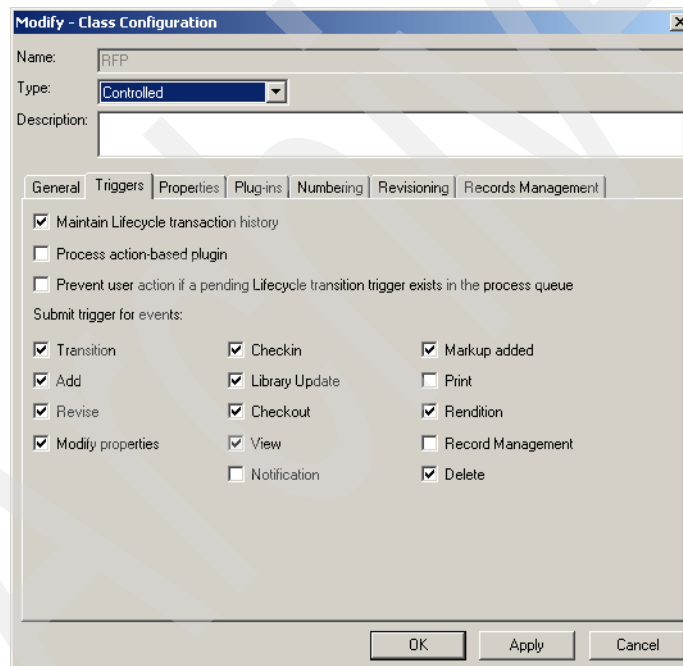 Modify - Class Configuration
Name: RFP
Type: Controlled
Description:
General Triggers Properties Plug-ins Numbering Revisioning Records Management
Maintain Lifecycle transaction history
Process action-based plugin
Prevent user action if a pending Lifecycle transition trigger exists in the process queue
Submit trigger for events:
Transition Checkin Markup added
Add Library Update Print
Revise Checkout Rendition
Modify properties View Record Management
Notification Delete
OK Apply Cancel